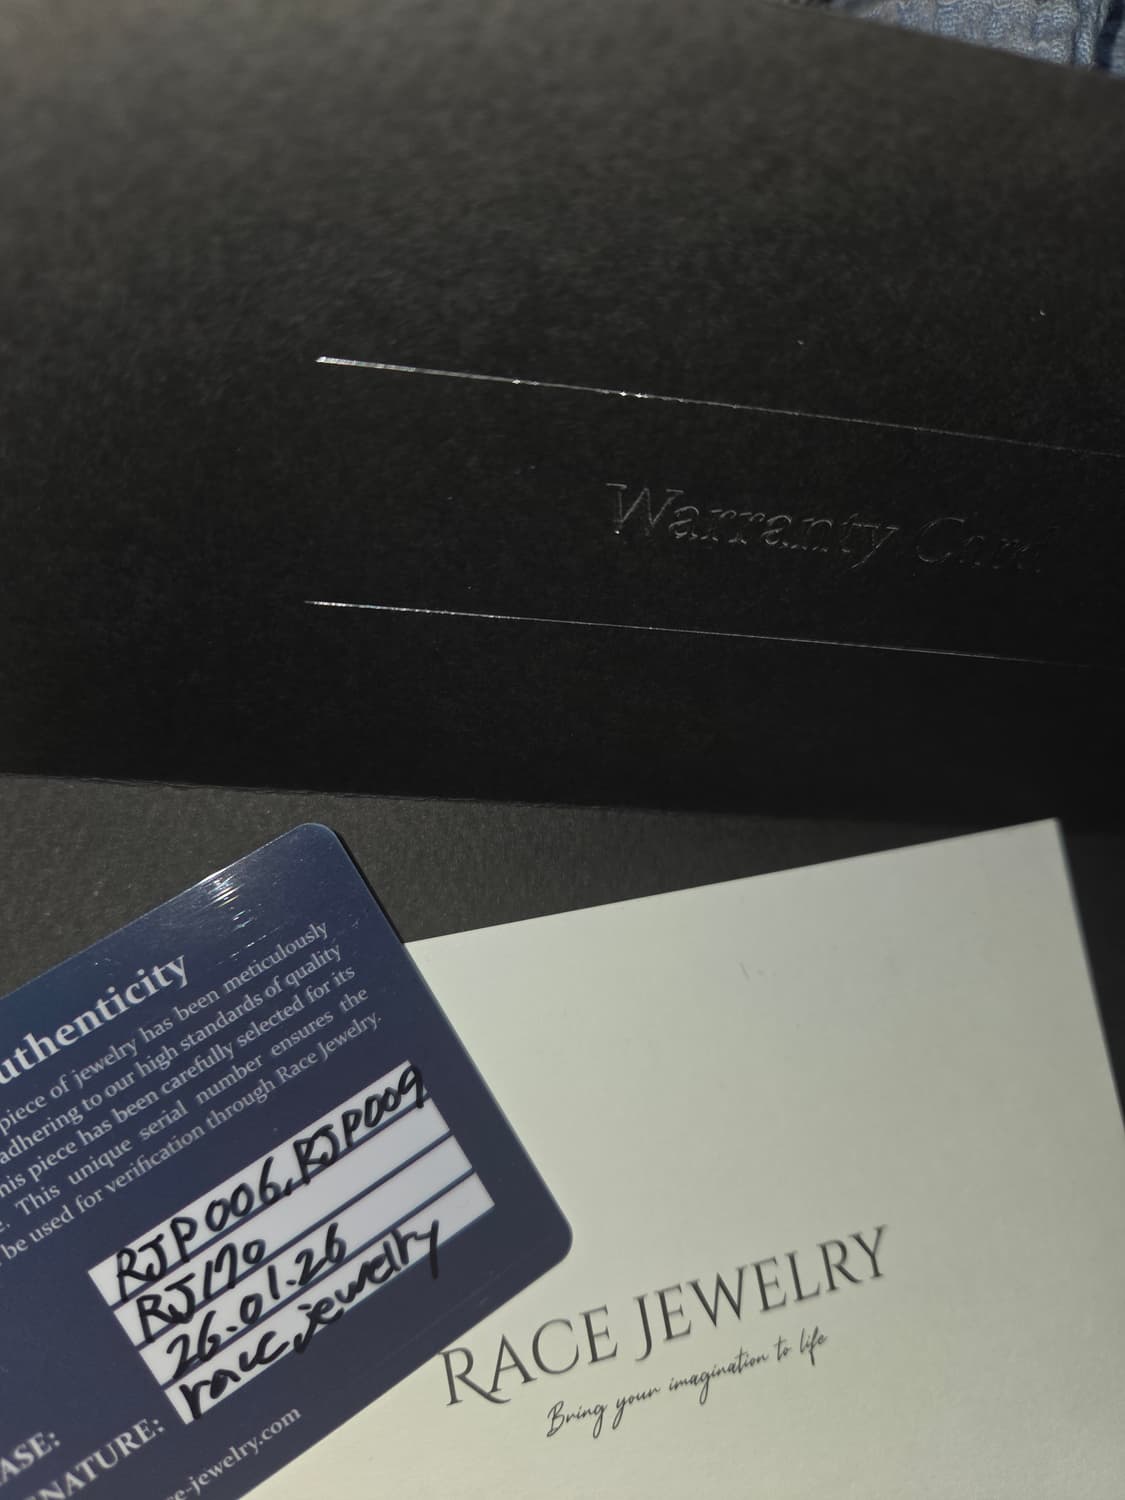 Warranty Card
uthenticity
piece of jewelry has been meticulously
adhering to our high standards of quality
his piece has been carefully selected for its
e. This unique serial number ensures the
be used for verification through Race Jewelry.
RJP006, RJP009
RJ170
26.01.26
race jewelry
ASE:
GNATURE:
ce-jewelry.com
RACE JEWELRY
Bring your imagination to life